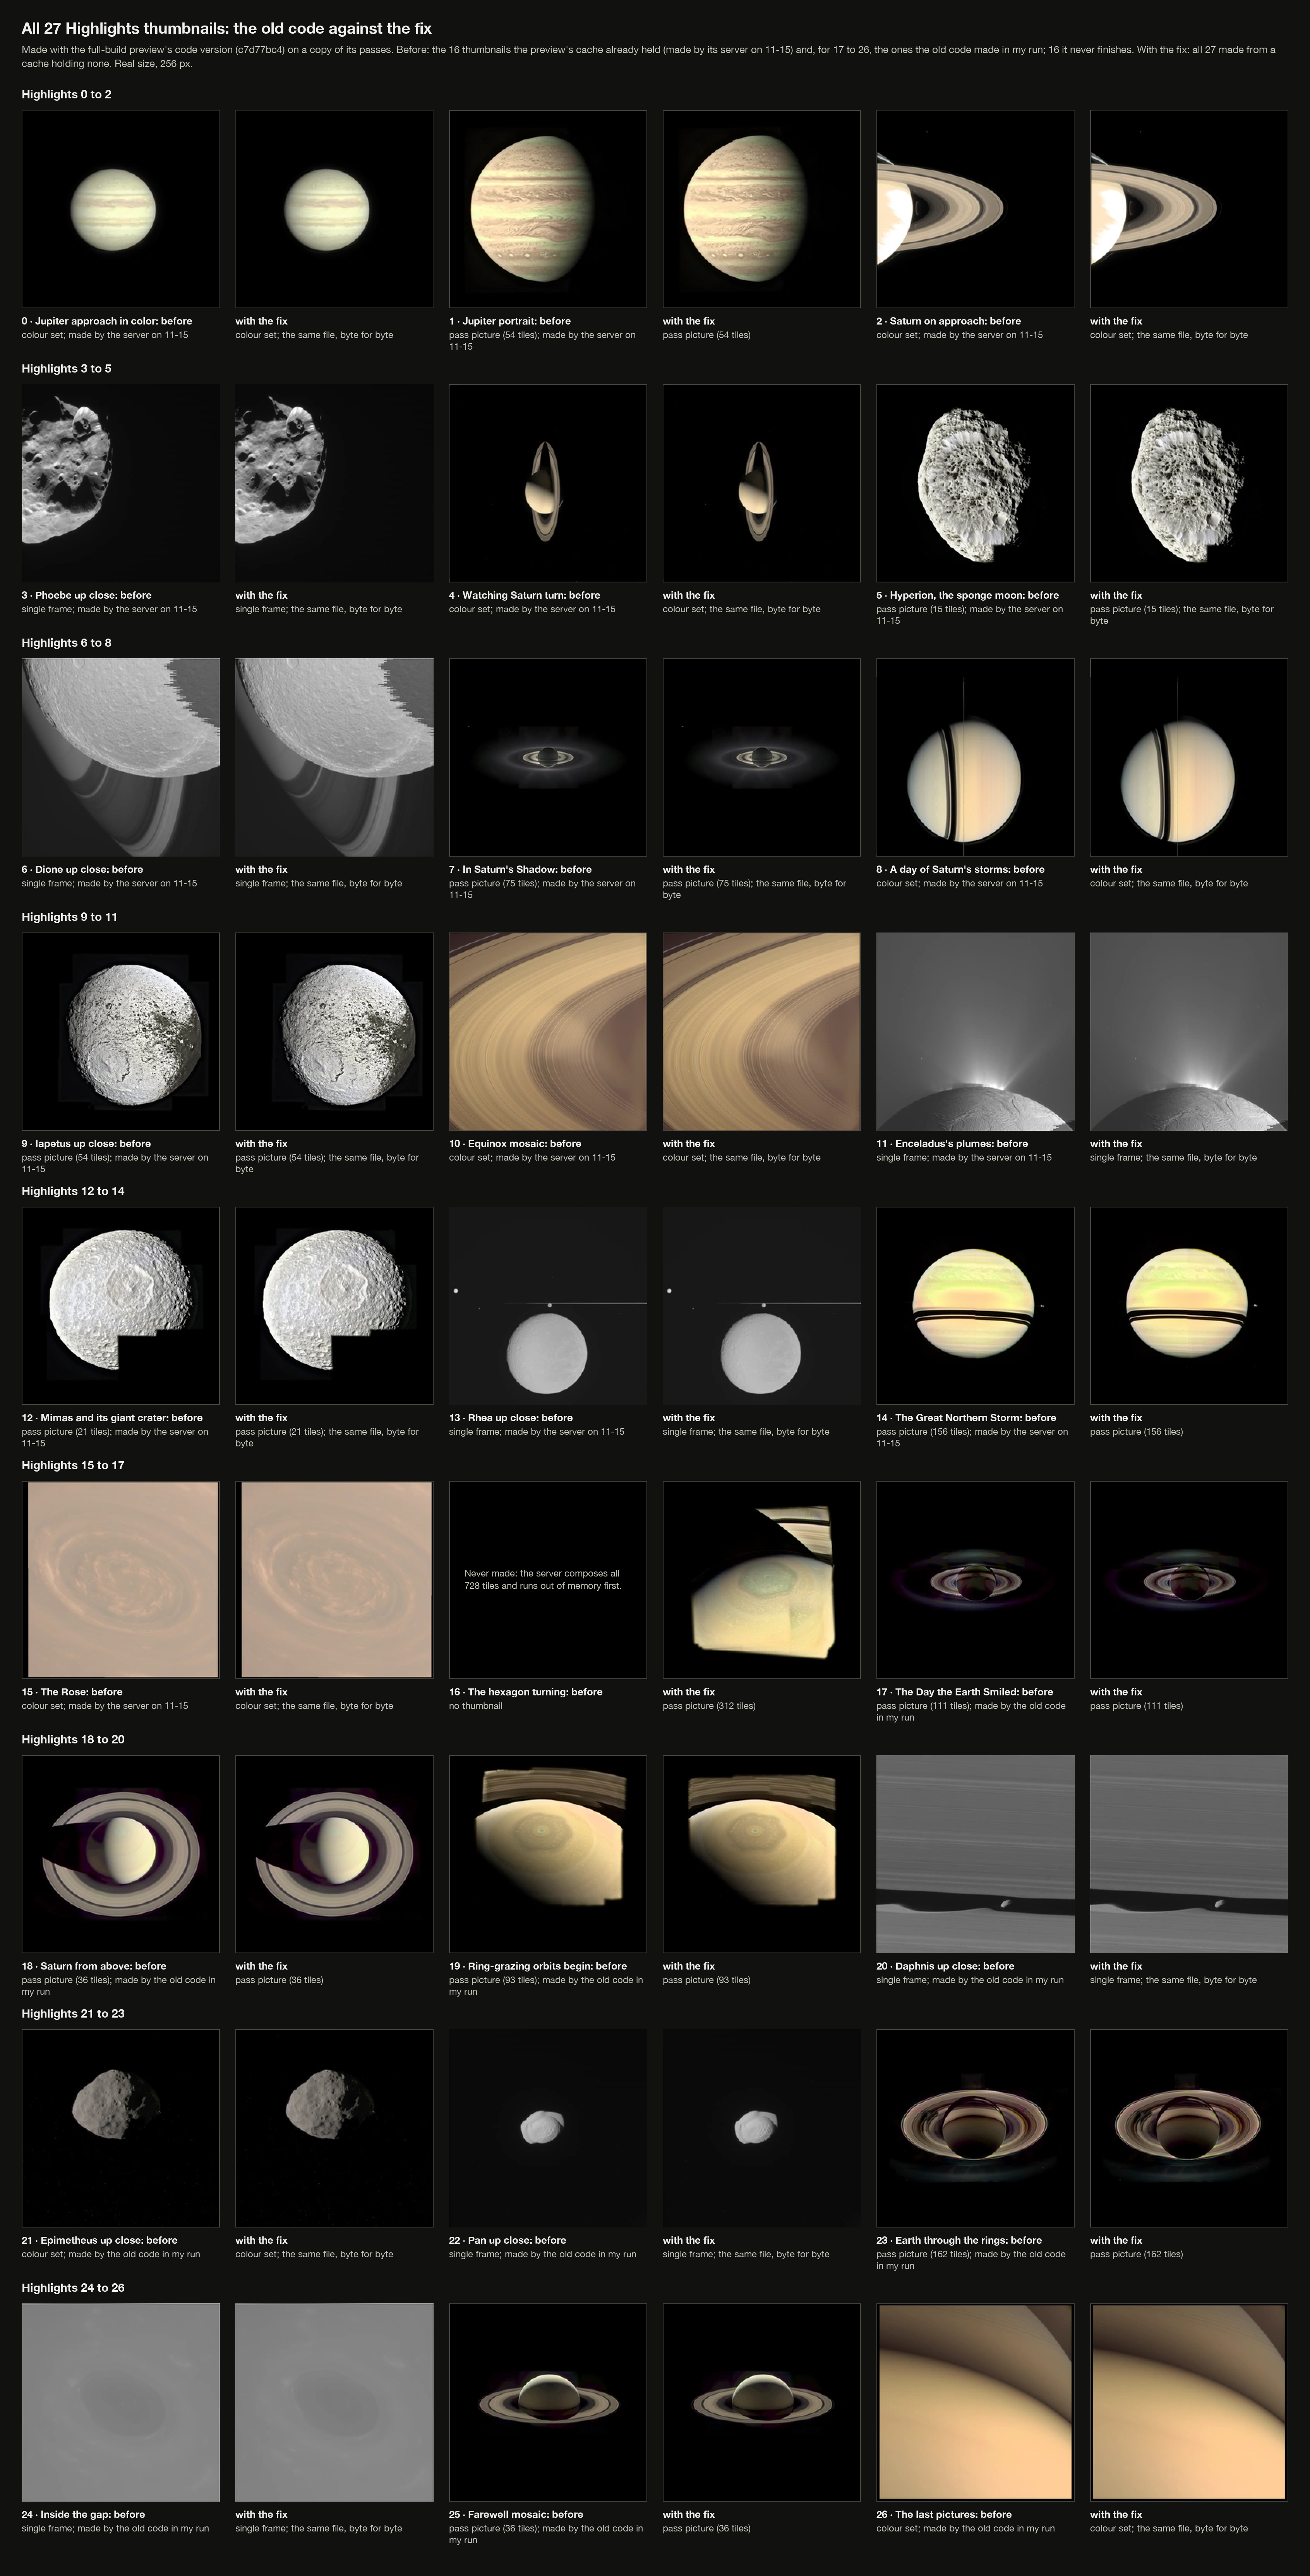 All 27 Highlights thumbnails: the old code against the fix
Made with the full-build preview's code version (c7d77bc4) on a copy of its passes. Before: the 16 thumbnails the preview's cache already held (made by its server on 11-15) and, for 17 to 26, the ones the old code made in my run; 16 it never finishes. With the fix: all 27 made from a
cache holding none. Real size, 256 px.
Highlights 0 to 2
0 · Jupiter approach in color: before
colour set; made by the server on 11-15
with the fix
colour set; the same file, byte for byte
1 · Jupiter portrait: before
pass picture (54 tiles); made by the server on
11-15
with the fix
pass picture (54 tiles)
2 · Saturn on approach: before
colour set; made by the server on 11-15
with the fix
colour set; the same file, byte for byte
Highlights 3 to 5
3 · Phoebe up close: before
single frame; made by the server on 11-15
with the fix
single frame; the same file, byte for byte
4 · Watching Saturn turn: before
colour set; made by the server on 11-15
with the fix
colour set; the same file, byte for byte
5 · Hyperion, the sponge moon: before
pass picture (15 tiles); made by the server on
11-15
with the fix
pass picture (15 tiles); the same file, byte for
byte
Highlights 6 to 8
6 · Dione up close: before
single frame; made by the server on 11-15
with the fix
single frame; the same file, byte for byte
7 · In Saturn's Shadow: before
pass picture (75 tiles); made by the server on
11-15
with the fix
pass picture (75 tiles); the same file, byte for
byte
8 · A day of Saturn's storms: before
colour set; made by the server on 11-15
with the fix
colour set; the same file, byte for byte
Highlights 9 to 11
9 · Iapetus up close: before
pass picture (54 tiles); made by the server on
11-15
with the fix
pass picture (54 tiles); the same file, byte for
byte
10 · Equinox mosaic: before
colour set; made by the server on 11-15
with the fix
colour set; the same file, byte for byte
11 · Enceladus's plumes: before
single frame; made by the server on 11-15
with the fix
single frame; the same file, byte for byte
Highlights 12 to 14
12 · Mimas and its giant crater: before
pass picture (21 tiles); made by the server on
11-15
with the fix
pass picture (21 tiles); the same file, byte for
byte
13 · Rhea up close: before
single frame; made by the server on 11-15
with the fix
single frame; the same file, byte for byte
14 · The Great Northern Storm: before
pass picture (156 tiles); made by the server on
11-15
with the fix
pass picture (156 tiles)
Highlights 15 to 17
15 · The Rose: before
colour set; made by the server on 11-15
with the fix
colour set; the same file, byte for byte
Never made: the server composes all
728 tiles and runs out of memory first.
16 · The hexagon turning: before
no thumbnail
with the fix
pass picture (312 tiles)
17 · The Day the Earth Smiled: before
pass picture (111 tiles); made by the old code
in my run
with the fix
pass picture (111 tiles)
Highlights 18 to 20
18 · Saturn from above: before
pass picture (36 tiles); made by the old code in
my run
with the fix
pass picture (36 tiles)
19 · Ring-grazing orbits begin: before
pass picture (93 tiles); made by the old code in
my run
with the fix
pass picture (93 tiles)
20 · Daphnis up close: before
single frame; made by the old code in my run
with the fix
single frame; the same file, byte for byte
Highlights 21 to 23
21 · Epimetheus up close: before
colour set; made by the old code in my run
with the fix
colour set; the same file, byte for byte
22 · Pan up close: before
single frame; made by the old code in my run
with the fix
single frame; the same file, byte for byte
23 · Earth through the rings: before
pass picture (162 tiles); made by the old code
in my run
with the fix
pass picture (162 tiles)
Highlights 24 to 26
24 · Inside the gap: before
single frame; made by the old code in my run
with the fix
single frame; the same file, byte for byte
25 · Farewell mosaic: before
pass picture (36 tiles); made by the old code in
my run
with the fix
pass picture (36 tiles)
26 · The last pictures: before
colour set; made by the old code in my run
with the fix
colour set; the same file, byte for byte